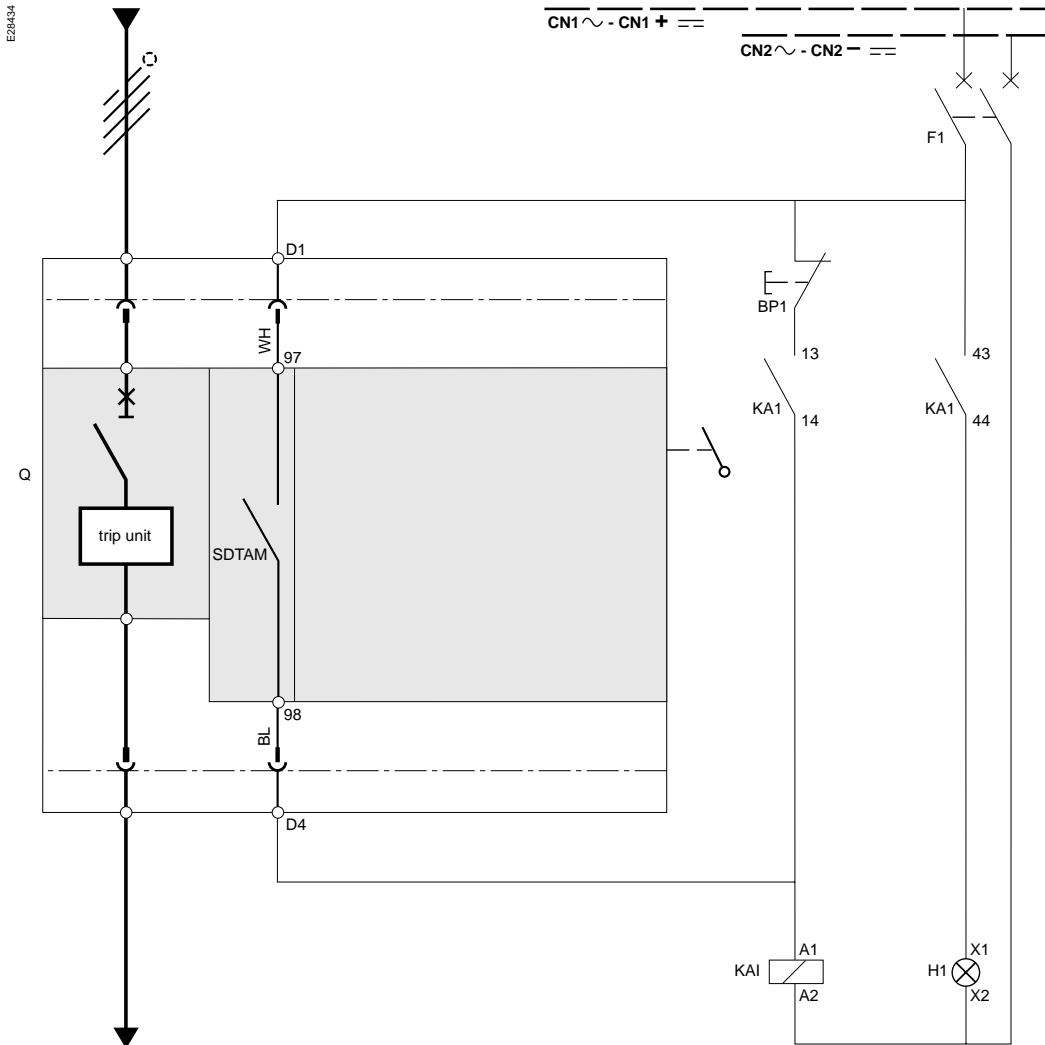 E28434
CN1 ∿ - CN1 + ⎓
CN2 ∿ - CN2 − ⎓
F1
D1
BP1
WH
97
13
43
KA1
KA1
14
44
Q
trip unit
SDTAM
98
BL
D4
A1
X1
KAI
H1
A2
X2